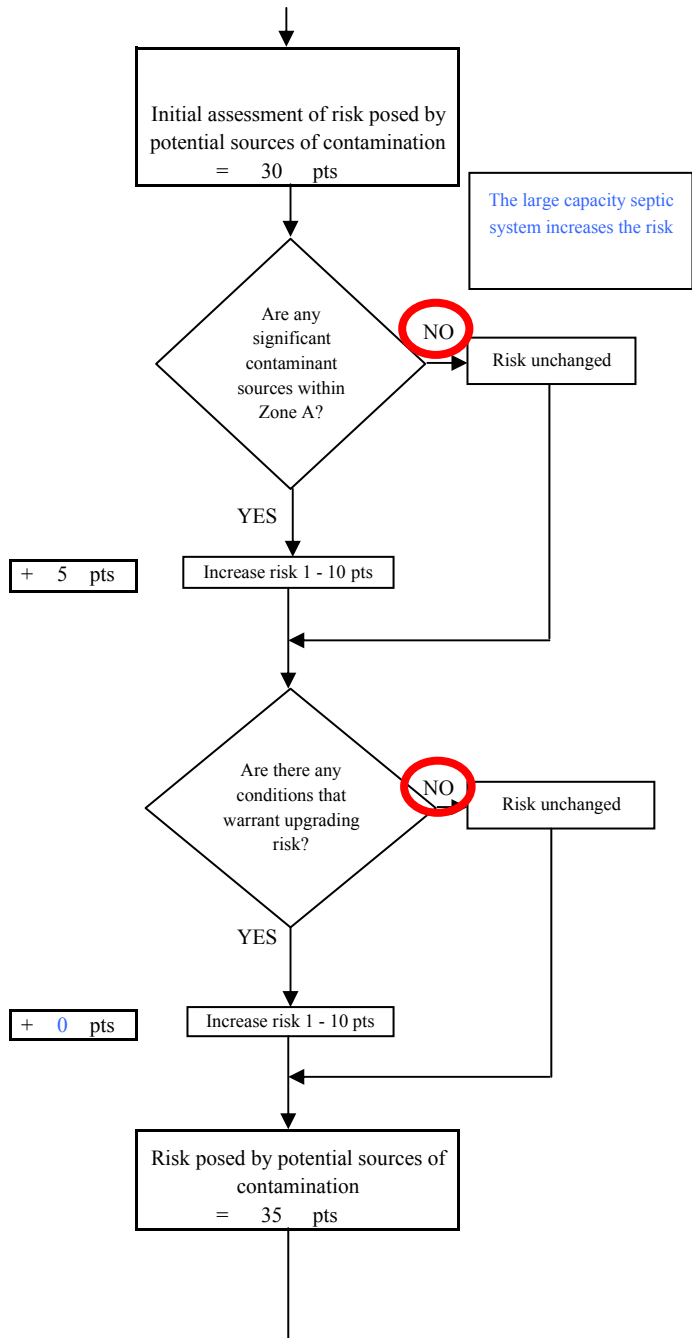 Initial assessment of risk posed by
potential sources of contamination
= 30 pts
The large capacity septic
system increases the risk
Are any
significant
contaminant
sources within
Zone A?
NO
Risk unchanged
YES
+ 5 pts
Increase risk 1 - 10 pts
Are there any
conditions that
warrant upgrading
risk?
NO
Risk unchanged
YES
+ 0 pts
Increase risk 1 - 10 pts
Risk posed by potential sources of
contamination
= 35 pts